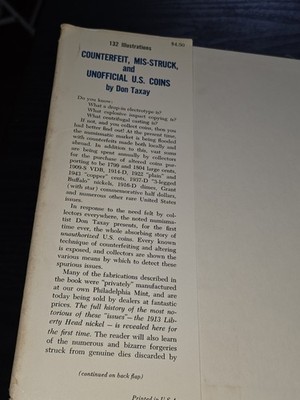 132 Illustrations $4.50
COUNTERFEIT, MIS-STRUCK,
and
UNOFFICIAL U.S. COINS
by Don Taxay
Do you know:
What a drop-in electrotype is?
What explosive impact copying is?
What centrifugal casting is?
If not, and you collect coins, then you
had better find out! At the present time,
the numismatic market is being flooded
with counterfeits made both locally and
abroad. In addition to this, vast sums
are being spent annually by collectors
for the purchase of altered coins pur-
porting to be 1799 and 1804 large cents,
1909-S VDB, 1914-D, 1922 "plain" and
1943 "copper" cents, 1937-D "3-legged
Buffalo" nickels, 1916-D dimes, Grant
(with star) commemorative half dollars,
and numerous other rare United States
issues.
In response to the need felt by col-
lectors everywhere, the noted numisma-
tist Don Taxay presents, for the first
time ever, the whole absorbing story of
unauthorized U.S. coins. Every known
technique of counterfeiting and altering
is exposed, and collectors are shown the
various means by which to detect these
spurious issues.
Many of the fabrications described in
the book were "privately" manufactured
at our own Philadelphia Mint, and are
today being sold by dealers at fantastic
prices. The full history of the most no-
torious of these "issues"—the 1913 Lib-
erty Head nickel — is revealed here for
the first time. The reader will also learn
of the numerous and bizarre forgeries
struck from genuine dies discarded by
(continued on back flap)
Printed in U.S.A.